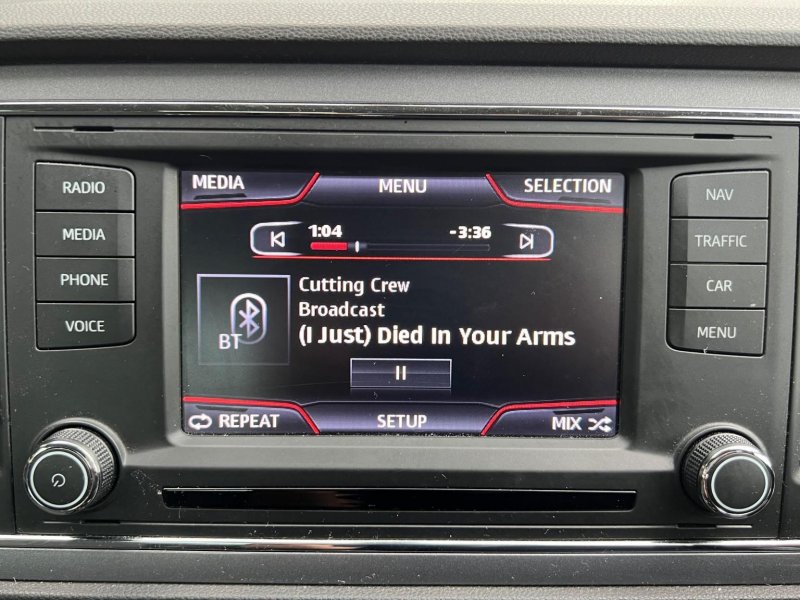 RADIO
MEDIA
PHONE
VOICE
MEDIA
MENU
SELECTION
1:04
-3:36
Cutting Crew
Broadcast
(I Just) Died In Your Arms
BT
REPEAT
SETUP
MIX
NAV
TRAFFIC
CAR
MENU